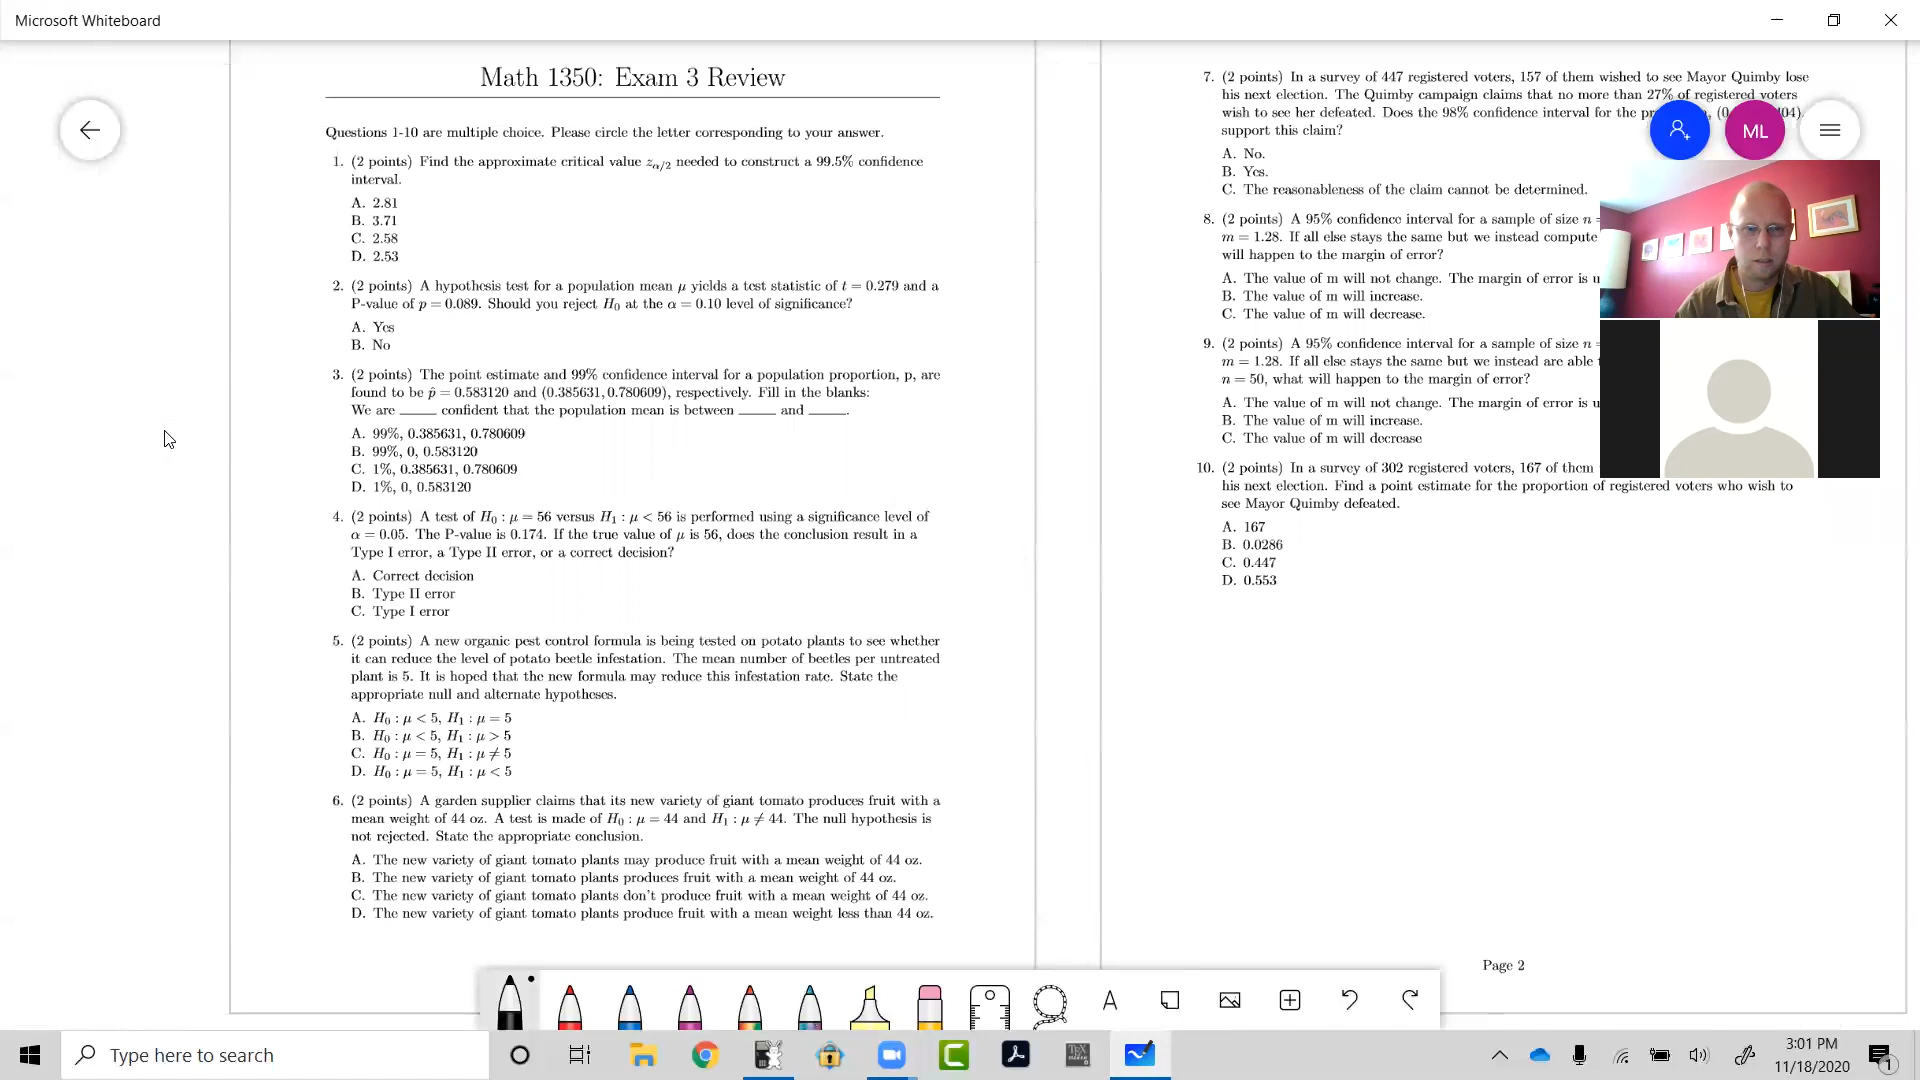 Microsoft Whiteboard
Math 1350: Exam 3 Review
Questions 1-10 are multiple choice. Please circle the letter corresponding to your answer.
1. (2 points) Find the approximate critical value zα/2 needed to construct a 99.5% confidence
interval.
A. 2.81
B. 3.71
C. 2.58
D. 2.53
2. (2 points) A hypothesis test for a population mean μ yields a test statistic of t = 0.279 and a
P-value of p = 0.089. Should you reject H0 at the α = 0.10 level of significance?
A. Yes
B. No
3. (2 points) The point estimate and 99% confidence interval for a population proportion, p, are
found to be p̂ = 0.583120 and (0.385631, 0.780609), respectively. Fill in the blanks:
We are _____ confident that the population mean is between _____ and _____.
A. 99%, 0.385631, 0.780609
B. 99%, 0, 0.583120
C. 1%, 0.385631, 0.780609
D. 1%, 0, 0.583120
4. (2 points) A test of H0 : μ = 56 versus H1 : μ < 56 is performed using a significance level of
α = 0.05. The P-value is 0.174. If the true value of μ is 56, does the conclusion result in a
Type I error, a Type II error, or a correct decision?
A. Correct decision
B. Type II error
C. Type I error
5. (2 points) A new organic pest control formula is being tested on potato plants to see whether
it can reduce the level of potato beetle infestation. The mean number of beetles per untreated
plant is 5. It is hoped that the new formula may reduce this infestation rate. State the
appropriate null and alternate hypotheses.
A. H0 : μ < 5, H1 : μ = 5
B. H0 : μ < 5, H1 : μ > 5
C. H0 : μ = 5, H1 : μ ≠ 5
D. H0 : μ = 5, H1 : μ < 5
6. (2 points) A garden supplier claims that its new variety of giant tomato produces fruit with a
mean weight of 44 oz. A test is made of H0 : μ = 44 and H1 : μ ≠ 44. The null hypothesis is
not rejected. State the appropriate conclusion.
A. The new variety of giant tomato plants may produce fruit with a mean weight of 44 oz.
B. The new variety of giant tomato plants produces fruit with a mean weight of 44 oz.
C. The new variety of giant tomato plants don't produce fruit with a mean weight of 44 oz.
D. The new variety of giant tomato plants produce fruit with a mean weight less than 44 oz.
7. (2 points) In a survey of 447 registered voters, 157 of them wished to see Mayor Quimby lose
his next election. The Quimby campaign claims that no more than 27% of registered voters
wish to see her defeated. Does the 98% confidence interval for the
support this claim?
A. No.
B. Yes.
C. The reasonableness of the claim cannot be determined.
8. (2 points) A 95% confidence interval for a sample of size n
m = 1.28. If all else stays the same but we instead compute
will happen to the margin of error?
A. The value of m will not change. The margin of error is
B. The value of m will increase.
C. The value of m will decrease.
9. (2 points) A 95% confidence interval for a sample of size n
m = 1.28. If all else stays the same but we instead are able
n = 50, what will happen to the margin of error?
A. The value of m will not change. The margin of error is
B. The value of m will increase.
C. The value of m will decrease
10. (2 points) In a survey of 302 registered voters, 167 of them
his next election. Find a point estimate for the proportion of registered voters who wish to
see Mayor Quimby defeated.
A. 167
B. 0.0286
C. 0.447
D. 0.553
Page 2
ML
A
Type here to search
3:01 PM
11/18/2020
1